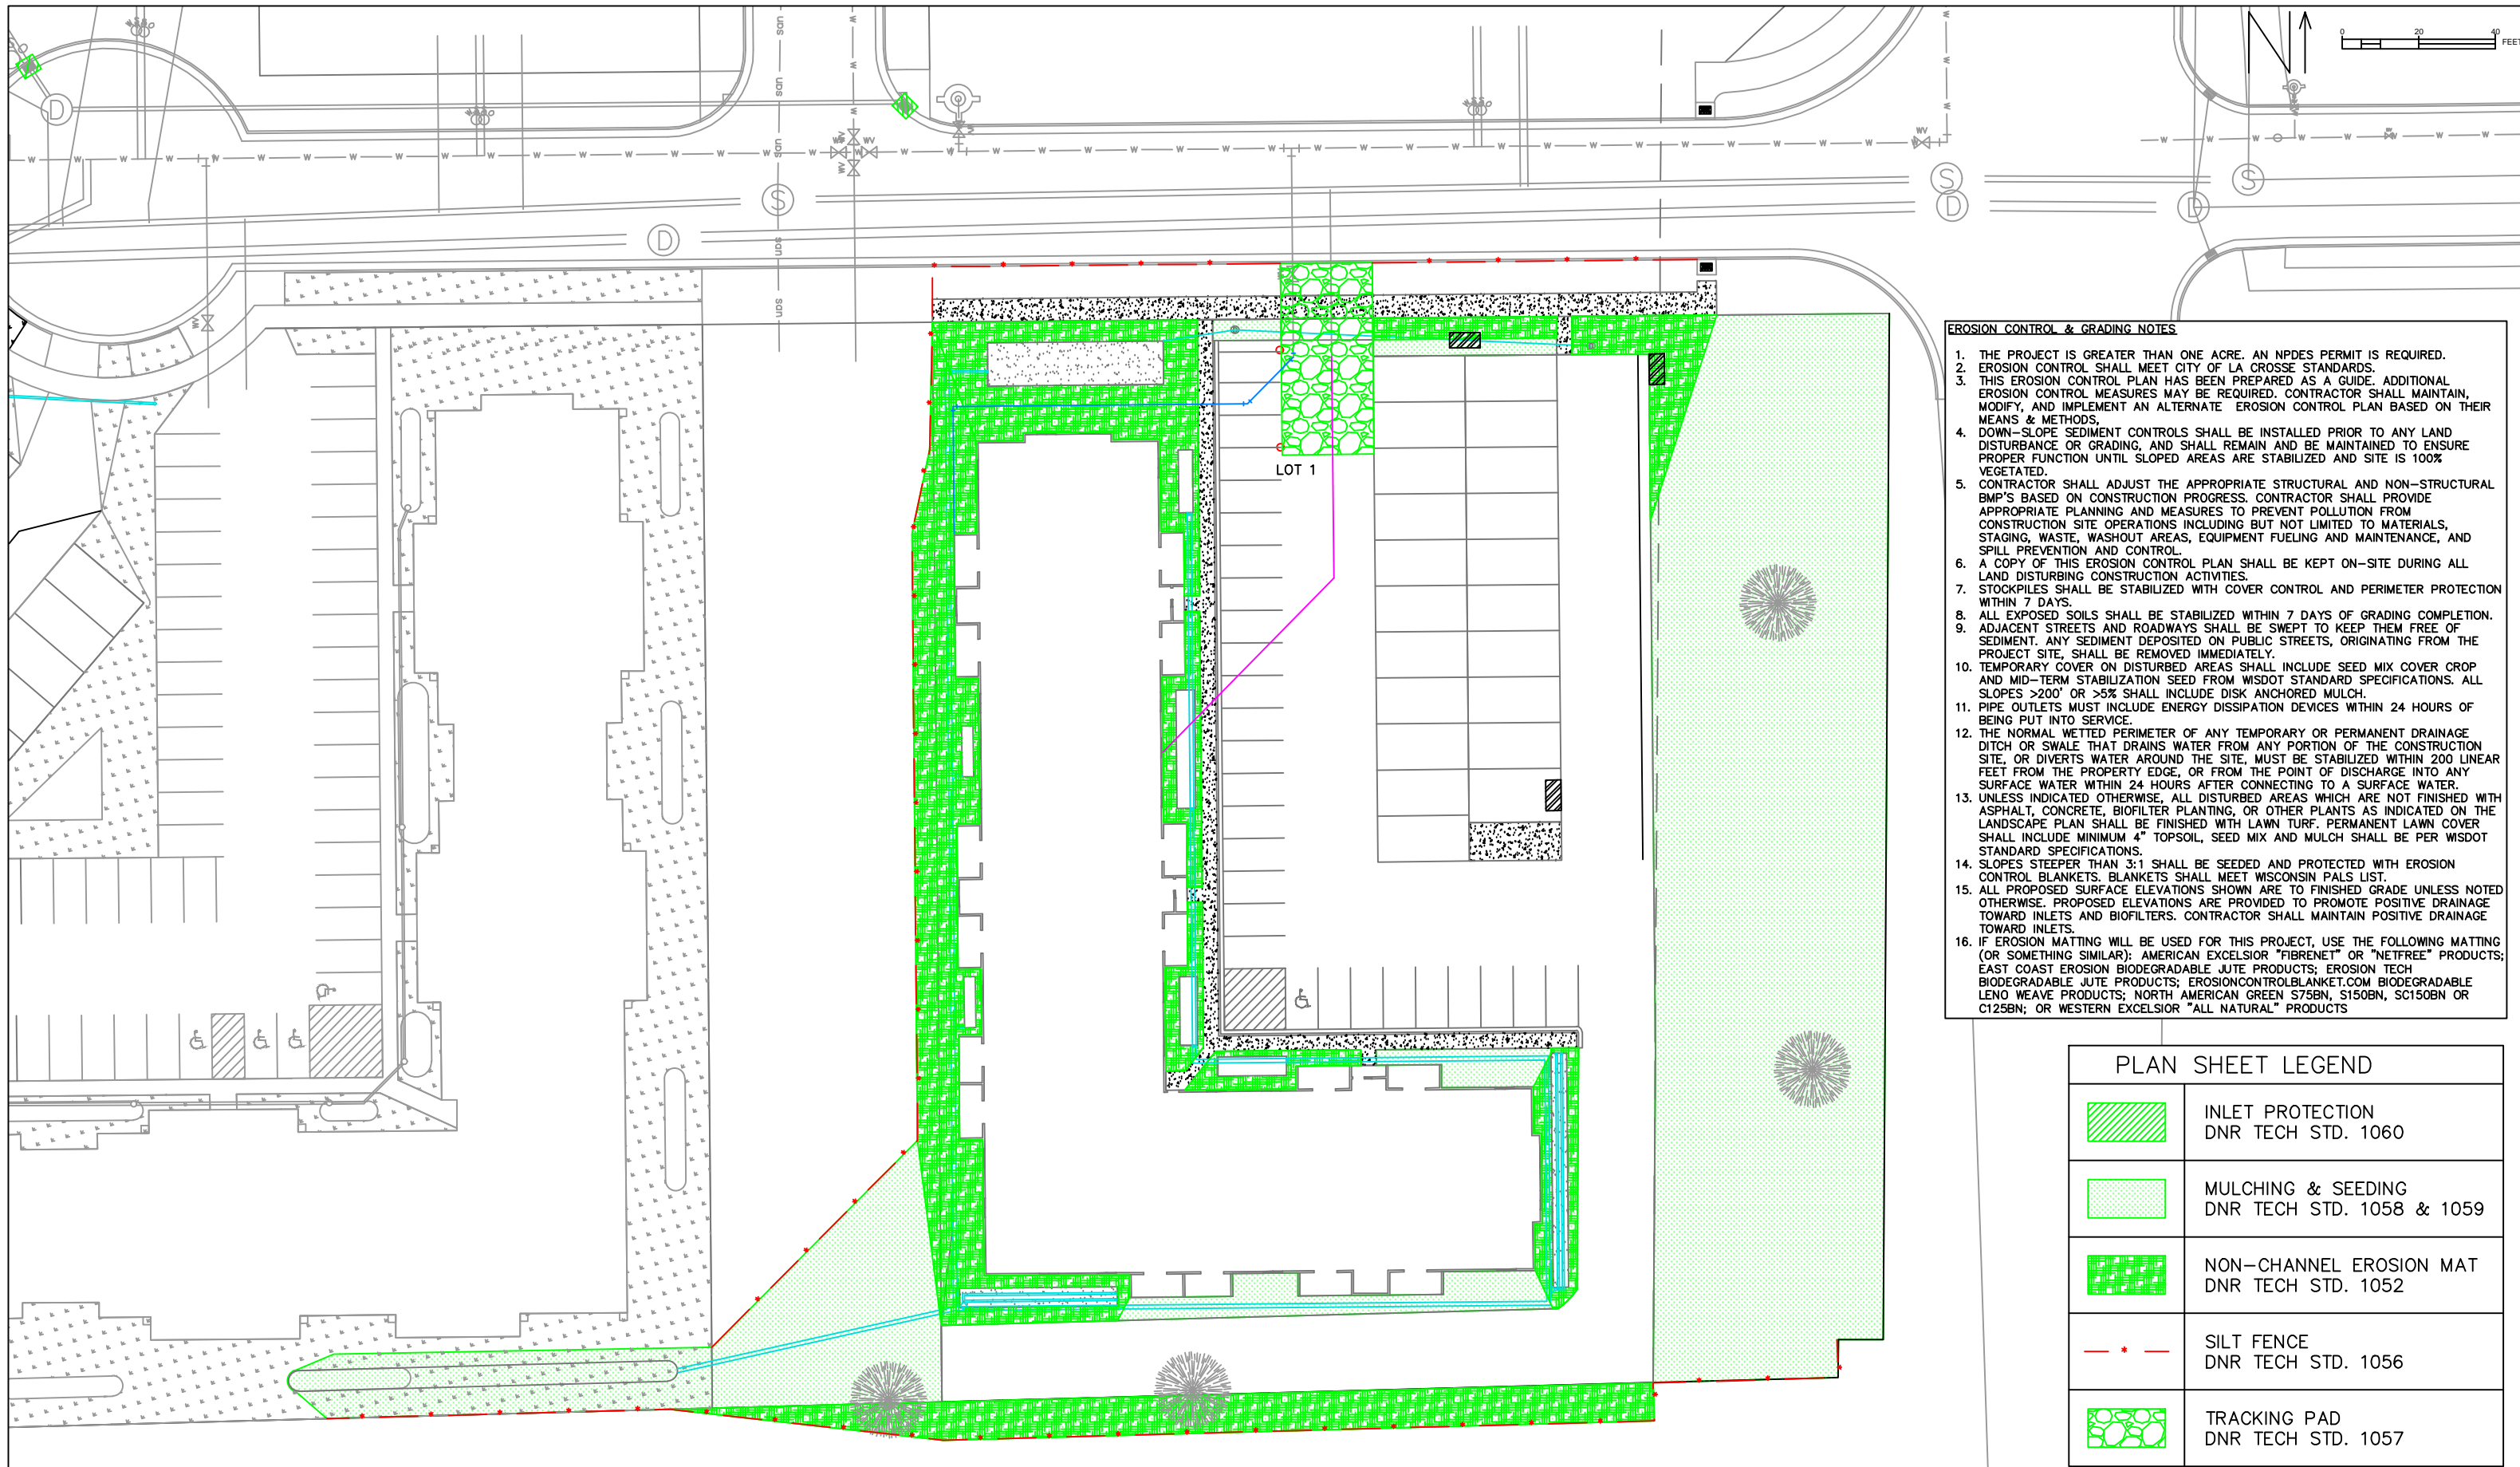 0 20 40 FEET
D
S
D
S
D
D
S
LOT 1
EROSION CONTROL & GRADING NOTES
1. THE PROJECT IS GREATER THAN ONE ACRE. AN NPDES PERMIT IS REQUIRED.
2. EROSION CONTROL SHALL MEET CITY OF LA CROSSE STANDARDS.
3. THIS EROSION CONTROL PLAN HAS BEEN PREPARED AS A GUIDE. ADDITIONAL
EROSION CONTROL MEASURES MAY BE REQUIRED. CONTRACTOR SHALL MAINTAIN,
MODIFY, AND IMPLEMENT AN ALTERNATE EROSION CONTROL PLAN BASED ON THEIR
MEANS & METHODS,
4. DOWN-SLOPE SEDIMENT CONTROLS SHALL BE INSTALLED PRIOR TO ANY LAND
DISTURBANCE OR GRADING, AND SHALL REMAIN AND BE MAINTAINED TO ENSURE
PROPER FUNCTION UNTIL SLOPED AREAS ARE STABILIZED AND SITE IS 100%
VEGETATED.
5. CONTRACTOR SHALL ADJUST THE APPROPRIATE STRUCTURAL AND NON-STRUCTURAL
BMP'S BASED ON CONSTRUCTION PROGRESS. CONTRACTOR SHALL PROVIDE
APPROPRIATE PLANNING AND MEASURES TO PREVENT POLLUTION FROM
CONSTRUCTION SITE OPERATIONS INCLUDING BUT NOT LIMITED TO MATERIALS,
STAGING, WASTE, WASHOUT AREAS, EQUIPMENT FUELING AND MAINTENANCE, AND
SPILL PREVENTION AND CONTROL.
6. A COPY OF THIS EROSION CONTROL PLAN SHALL BE KEPT ON-SITE DURING ALL
LAND DISTURBING CONSTRUCTION ACTIVITIES.
7. STOCKPILES SHALL BE STABILIZED WITH COVER CONTROL AND PERIMETER PROTECTION
WITHIN 7 DAYS.
8. ALL EXPOSED SOILS SHALL BE STABILIZED WITHIN 7 DAYS OF GRADING COMPLETION.
9. ADJACENT STREETS AND ROADWAYS SHALL BE SWEPT TO KEEP THEM FREE OF
SEDIMENT. ANY SEDIMENT DEPOSITED ON PUBLIC STREETS, ORIGINATING FROM THE
PROJECT SITE, SHALL BE REMOVED IMMEDIATELY.
10. TEMPORARY COVER ON DISTURBED AREAS SHALL INCLUDE SEED MIX COVER CROP
AND MID-TERM STABILIZATION SEED FROM WISDOT STANDARD SPECIFICATIONS. ALL
SLOPES >200' OR >5% SHALL INCLUDE DISK ANCHORED MULCH.
11. PIPE OUTLETS MUST INCLUDE ENERGY DISSIPATION DEVICES WITHIN 24 HOURS OF
BEING PUT INTO SERVICE.
12. THE NORMAL WETTED PERIMETER OF ANY TEMPORARY OR PERMANENT DRAINAGE
DITCH OR SWALE THAT DRAINS WATER FROM ANY PORTION OF THE CONSTRUCTION
SITE, OR DIVERTS WATER AROUND THE SITE, MUST BE STABILIZED WITHIN 200 LINEAR
FEET FROM THE PROPERTY EDGE, OR FROM THE POINT OF DISCHARGE INTO ANY
SURFACE WATER WITHIN 24 HOURS AFTER CONNECTING TO A SURFACE WATER.
13. UNLESS INDICATED OTHERWISE, ALL DISTURBED AREAS WHICH ARE NOT FINISHED WITH
ASPHALT, CONCRETE, BIOFILTER PLANTING, OR OTHER PLANTS AS INDICATED ON THE
LANDSCAPE PLAN SHALL BE FINISHED WITH LAWN TURF. PERMANENT LAWN COVER
SHALL INCLUDE MINIMUM 4" TOPSOIL, SEED MIX AND MULCH SHALL BE PER WISDOT
STANDARD SPECIFICATIONS.
14. SLOPES STEEPER THAN 3:1 SHALL BE SEEDED AND PROTECTED WITH EROSION
CONTROL BLANKETS. BLANKETS SHALL MEET WISCONSIN PALS LIST.
15. ALL PROPOSED SURFACE ELEVATIONS SHOWN ARE TO FINISHED GRADE UNLESS NOTED
OTHERWISE. PROPOSED ELEVATIONS ARE PROVIDED TO PROMOTE POSITIVE DRAINAGE
TOWARD INLETS AND BIOFILTERS. CONTRACTOR SHALL MAINTAIN POSITIVE DRAINAGE
TOWARD INLETS.
16. IF EROSION MATTING WILL BE USED FOR THIS PROJECT, USE THE FOLLOWING MATTING
(OR SOMETHING SIMILAR): AMERICAN EXCELSIOR "FIBRENET" OR "NETFREE" PRODUCTS;
EAST COAST EROSION BIODEGRADABLE JUTE PRODUCTS; EROSION TECH
BIODEGRADABLE JUTE PRODUCTS; EROSIONCONTROLBLANKET.COM BIODEGRADABLE
LENO WEAVE PRODUCTS; NORTH AMERICAN GREEN S75BN, S150BN, SC150BN OR
C125BN; OR WESTERN EXCELSIOR "ALL NATURAL" PRODUCTS
PLAN SHEET LEGEND
INLET PROTECTION
DNR TECH STD. 1060
MULCHING & SEEDING
DNR TECH STD. 1058 & 1059
NON-CHANNEL EROSION MAT
DNR TECH STD. 1052
SILT FENCE
DNR TECH STD. 1056
TRACKING PAD
DNR TECH STD. 1057